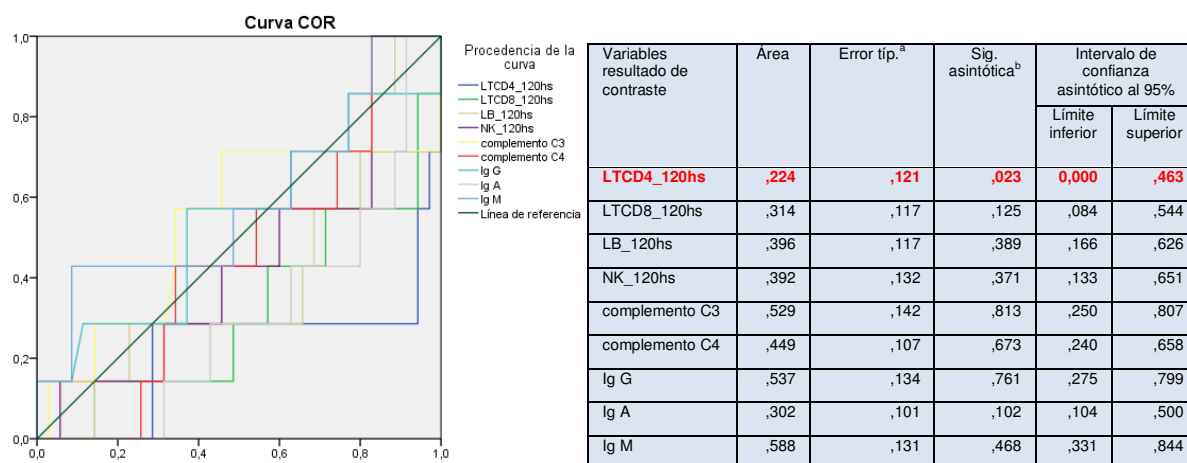 Curva COR
1,0
0,8
0,6
0,4
0,2
0,0
0,0
0,2
0,4
0,6
0,8
1,0
Procedencia de la
curva
LTCD4_120hs
LTCD8_120hs
LB_120hs
NK_120hs
complemento C3
complemento C4
Ig G
Ig A
Ig M
Línea de referencia
Variables resultado de contraste Área Error típ.a Sig. asintóticab Intervalo de confianza asintótico al 95%
Límite inferior Límite superior
LTCD4_120hs ,224 ,121 ,023 0,000 ,463
LTCD8_120hs ,314 ,117 ,125 ,084 ,544
LB_120hs ,396 ,117 ,389 ,166 ,626
NK_120hs ,392 ,132 ,371 ,133 ,651
complemento C3 ,529 ,142 ,813 ,250 ,807
complemento C4 ,449 ,107 ,673 ,240 ,658
Ig G ,537 ,134 ,761 ,275 ,799
Ig A ,302 ,101 ,102 ,104 ,500
Ig M ,588 ,131 ,468 ,331 ,844